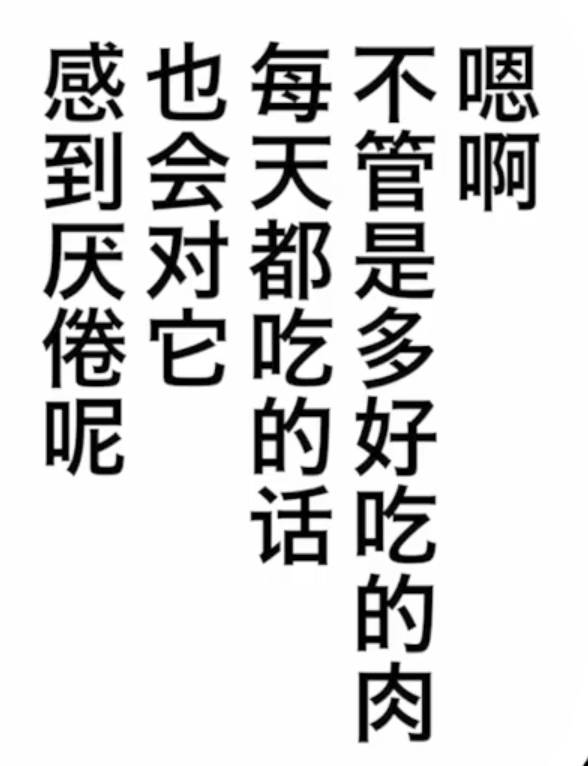 嗯啊
不管是多好吃的肉
每天都吃的话
也会对它
感到厌倦呢